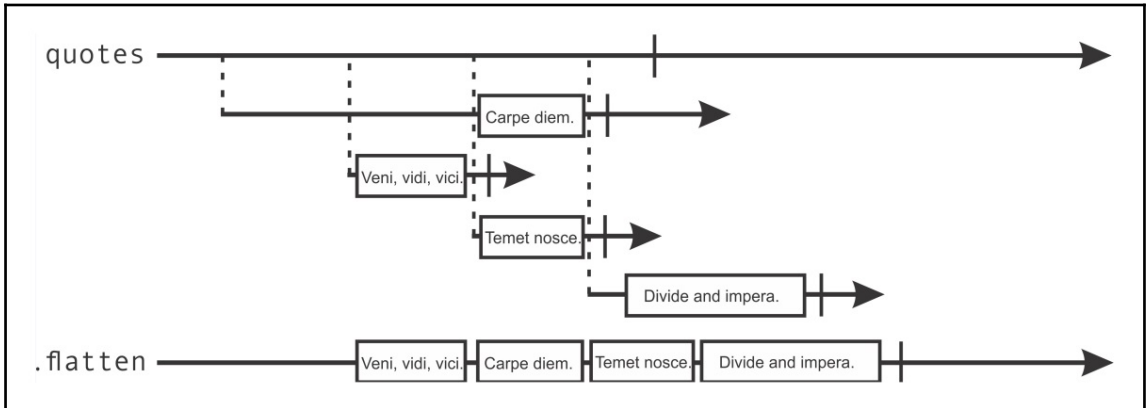 quotes
Carpe diem.
Veni, vidi, vici.
Temet nosce.
Divide and impera.
.flatten Veni, vidi, vici. Carpe diem. Temet nosce. Divide and impera.